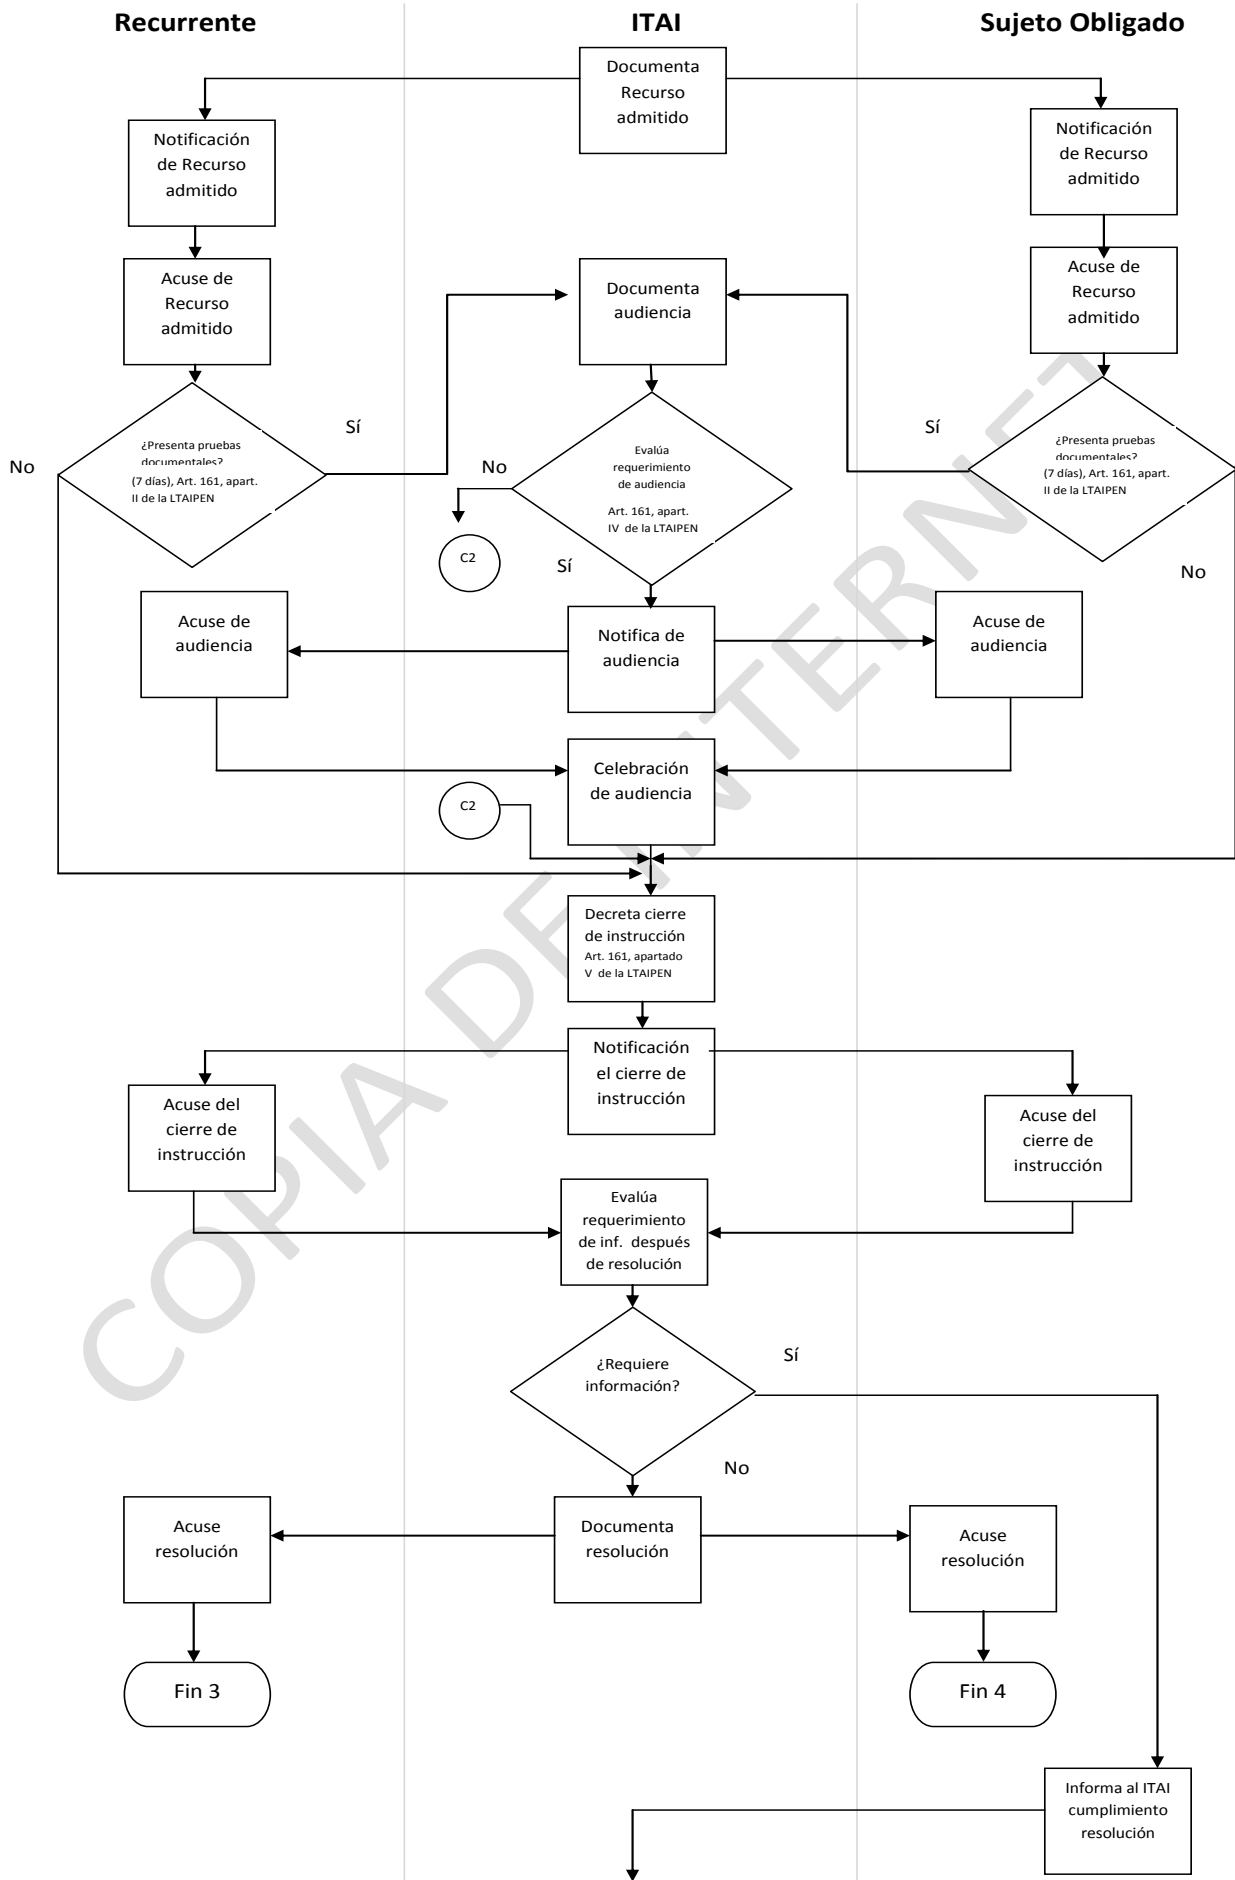 Recurrente
ITAI
Sujeto Obligado
Documenta
Recurso
admitido
Notificación
de Recurso
admitido
Notificación
de Recurso
admitido
Acuse de
Recurso
admitido
Documenta
audiencia
Acuse de
Recurso
admitido
No
¿Presenta pruebas
documentales?
(7 días), Art. 161, apart.
II de la LTAIPEN
Sí
No
Evalúa
requerimiento
de audiencia
Art. 161, apart.
IV de la LTAIPEN
Sí
¿Presenta pruebas
documentales?
(7 días), Art. 161, apart.
II de la LTAIPEN
No
C2
Sí
Acuse de
audiencia
Notifica de
audiencia
Acuse de
audiencia
Celebración
de audiencia
C2
Decreta cierre
de instrucción
Art. 161, apartado
V de la LTAIPEN
Notificación
el cierre de
instrucción
Acuse del
cierre de
instrucción
Acuse del
cierre de
instrucción
Evalúa
requerimiento
de inf. después
de resolución
¿Requiere
información?
Sí
No
Acuse
resolución
Documenta
resolución
Acuse
resolución
Fin 3
Fin 4
Informa al ITAI
cumplimiento
resolución
COPIA DE INTERNET